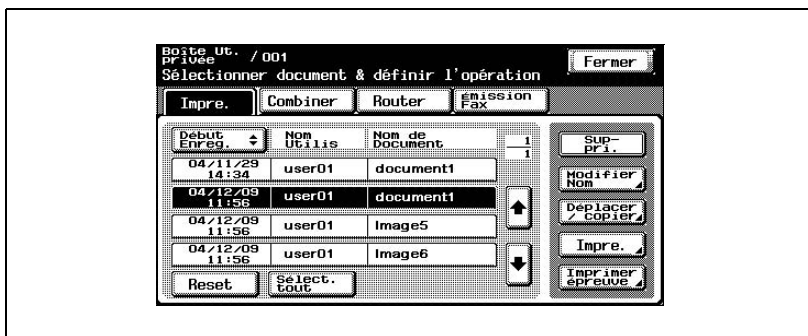 Boîte Ut. privée / 001
Fermer
Sélectionner document & définir l'opération
Impre.
Combiner
Router
Émission Fax
Début Enreg.
Nom Utilis
Nom de Document
1
1
04/11/29 14:34
user01
document1
04/12/09 11:56
user01
document1
04/12/09 11:56
user01
Image5
04/12/09 11:56
user01
Image6
Reset
Sélect. tout
Sup-
pri.
Modifier Nom
Déplacer / copier
Impre.
Imprimer épreuve